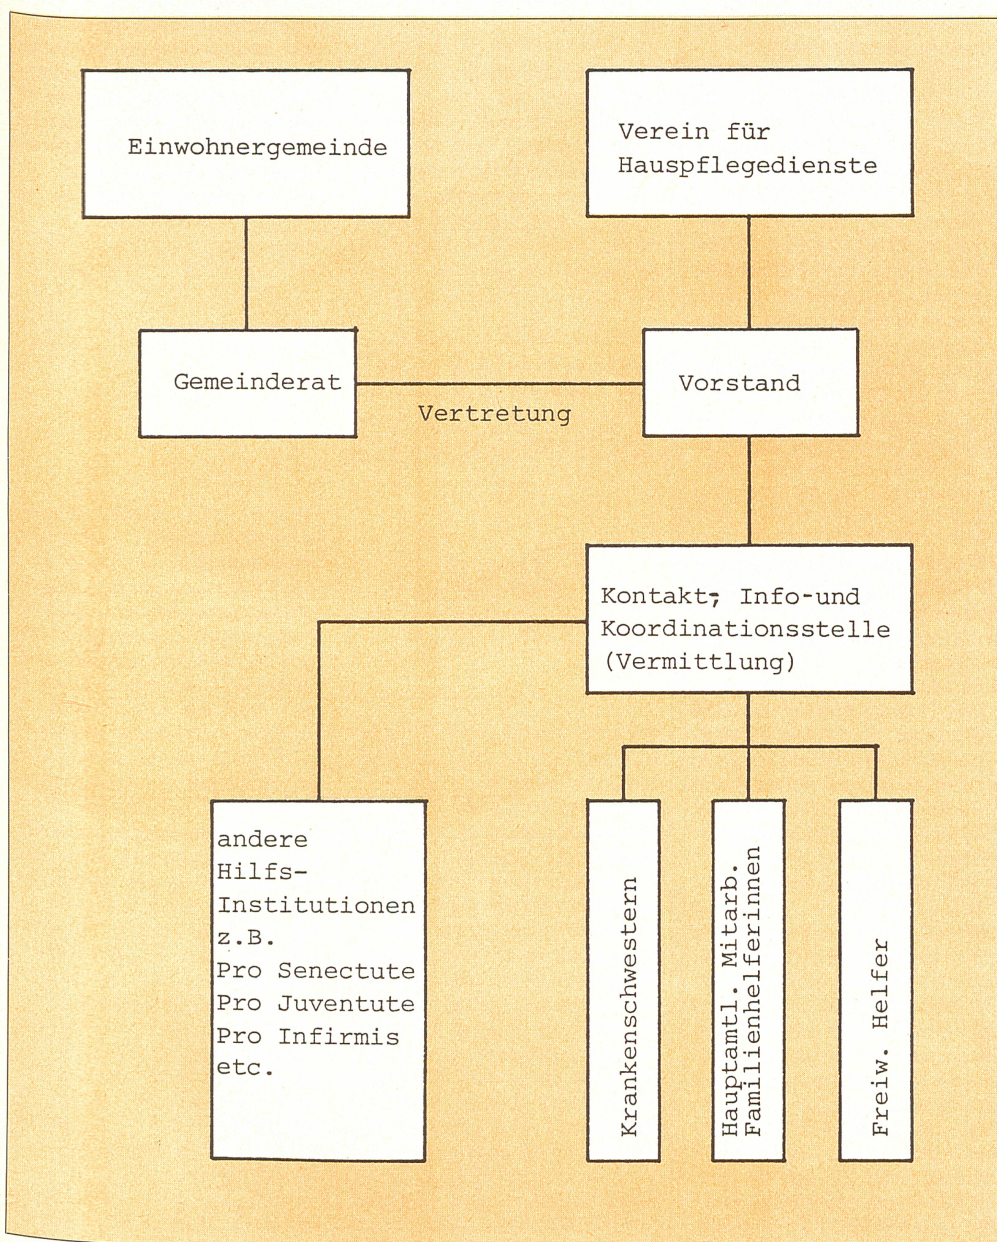 Einwohnergemeinde
Verein für
Hauspflegedienste
Gemeinderat
Vertretung
Vorstand
Kontakt-, Info-und
Koordinationsstelle
(Vermittlung)
andere
Hilfs-
Institutionen
z.B.
Pro Senectute
Pro Juventute
Pro Infirmis
etc.
Krankenschwestern
Hauptamtl. Mitarb.
Familienhelferinnen
Freiw. Helfer